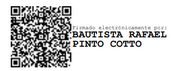 Firmado electrónicamente por:
BAUTISTA RAFAEL
PINTO COTTO